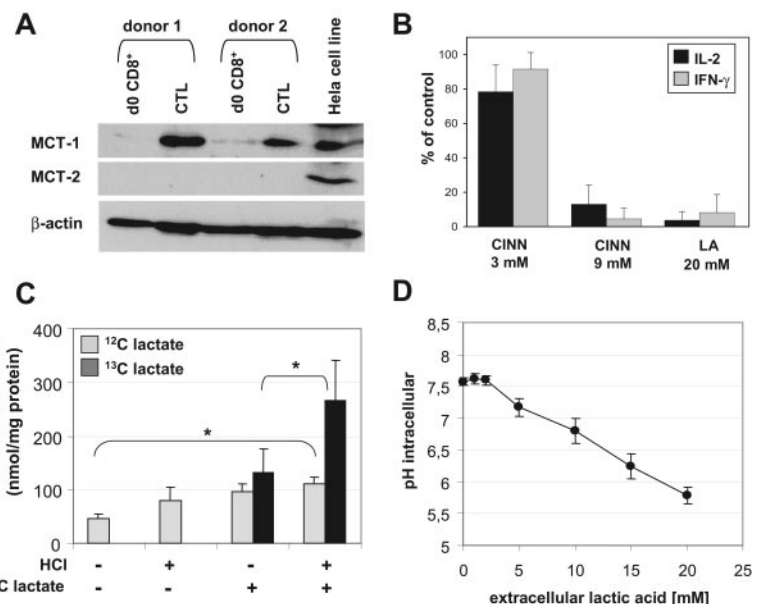 A
donor 1
donor 2
d0 CD8⁺
CTL
d0 CD8⁺
CTL
Hela cell line
MCT-1
MCT-2
β-actin
B
% of control
100
80
60
40
20
0
IL-2
IFN-γ
CINN
3 mM
CINN
9 mM
LA
20 mM
C
(nmol/mg protein)
400
300
200
100
0
¹²C lactate
¹³C lactate
*
*
HCl - + - +
C lactate - - + +
D
pH intracellular
8,5
8
7,5
7
6,5
6
5,5
5
0 5 10 15 20 25
extracellular lactic acid [mM]